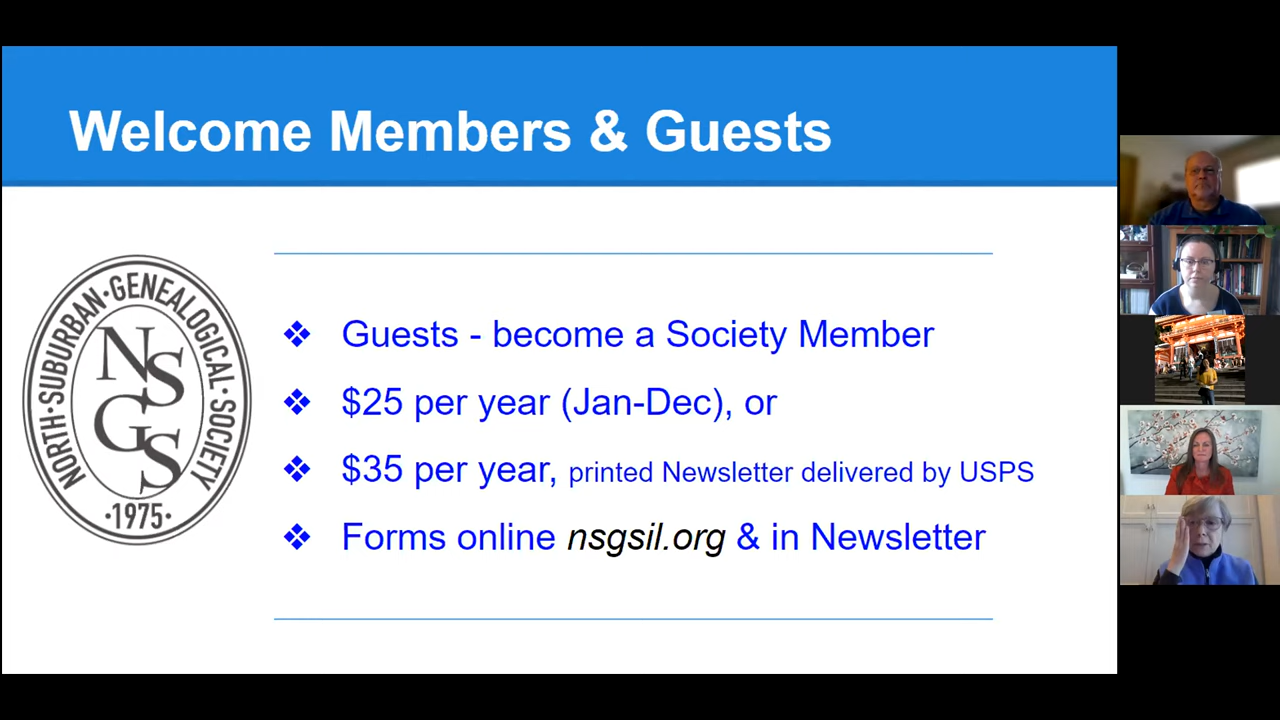 Welcome Members & Guests
NORTH·SUBURBAN·GENEALOGICAL·SOCIETY
NSGS
·1975·
❖ Guests - become a Society Member
❖ $25 per year (Jan-Dec), or
❖ $35 per year, printed Newsletter delivered by USPS
❖ Forms online nsgsil.org & in Newsletter